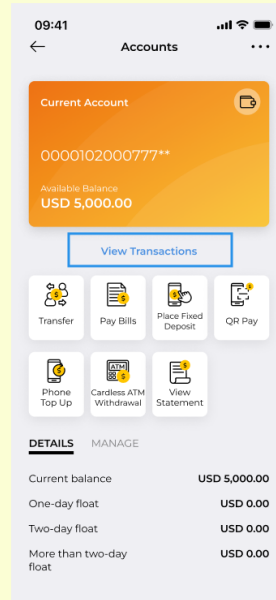 09:41
Accounts
Current Account
0000102000777**
Available Balance
USD 5,000.00
View Transactions
Transfer
Pay Bills
Place Fixed
Deposit
QR Pay
Phone
Top Up
Cardless ATM
Withdrawal
View
Statement
DETAILS MANAGE
Current balance USD 5,000.00
One-day float USD 0.00
Two-day float USD 0.00
More than two-day USD 0.00
float